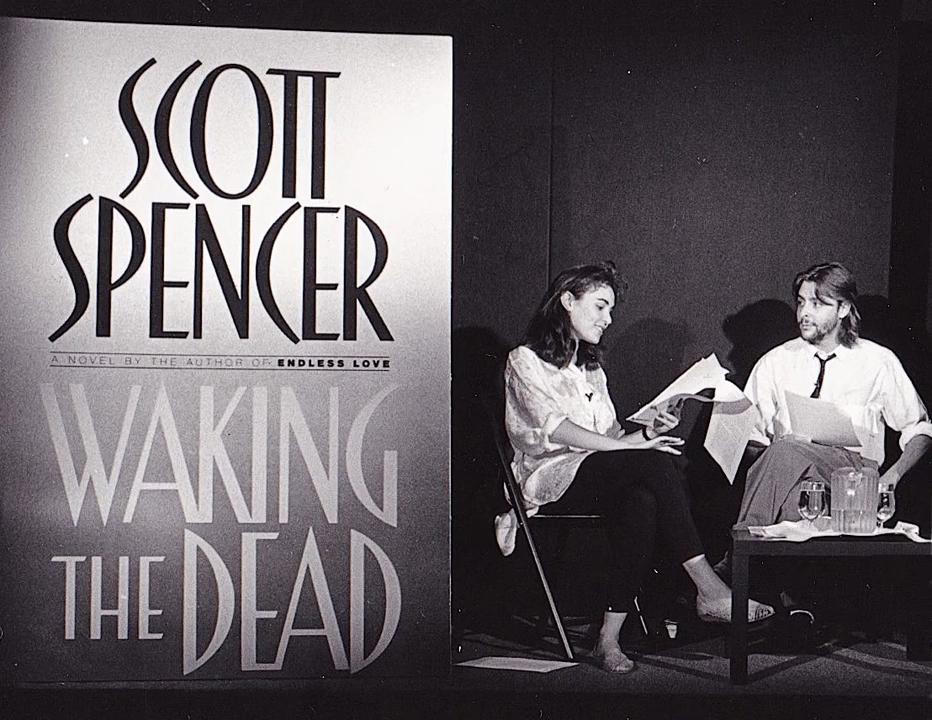 SCOTT
SPENCER
A NOVEL BY THE AUTHOR OF ENDLESS LOVE
WAKING
THE DEAD